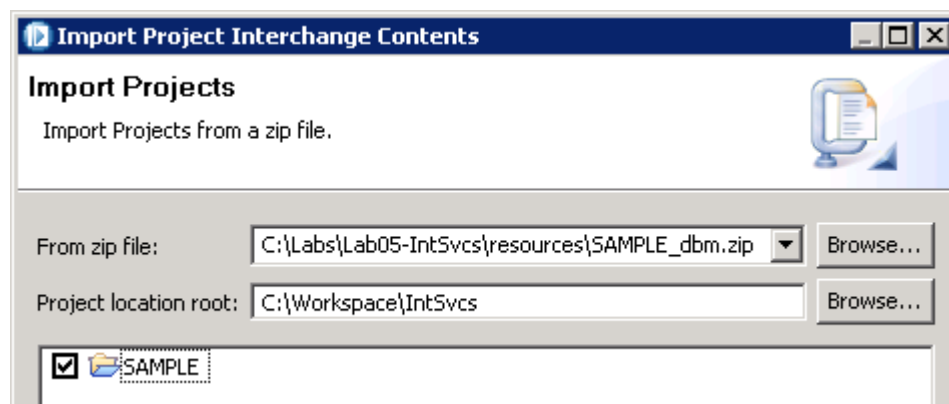 Import Project Interchange Contents
Import Projects
Import Projects from a zip file.
From zip file: C:\Labs\Lab05-IntSvcs\resources\SAMPLE_dbm.zip Browse...
Project location root: C:\Workspace\IntSvcs Browse...
SAMPLE